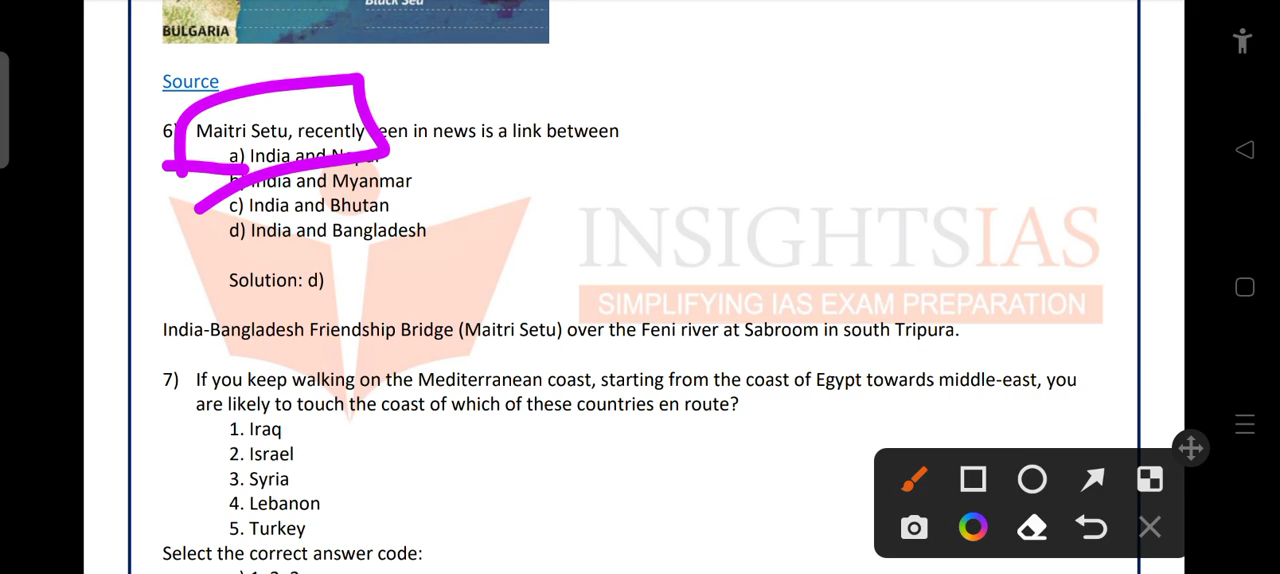 Black Sea
BULGARIA
Source
6) Maitri Setu, recently seen in news is a link between
a) India and Nepal
b) India and Myanmar
c) India and Bhutan
d) India and Bangladesh
INSIGHTSIAS
SIMPLIFYING IAS EXAM PREPARATION
Solution: d)
India-Bangladesh Friendship Bridge (Maitri Setu) over the Feni river at Sabroom in south Tripura.
7) If you keep walking on the Mediterranean coast, starting from the coast of Egypt towards middle-east, you
are likely to touch the coast of which of these countries en route?
1. Iraq
2. Israel
3. Syria
4. Lebanon
5. Turkey
Select the correct answer code: